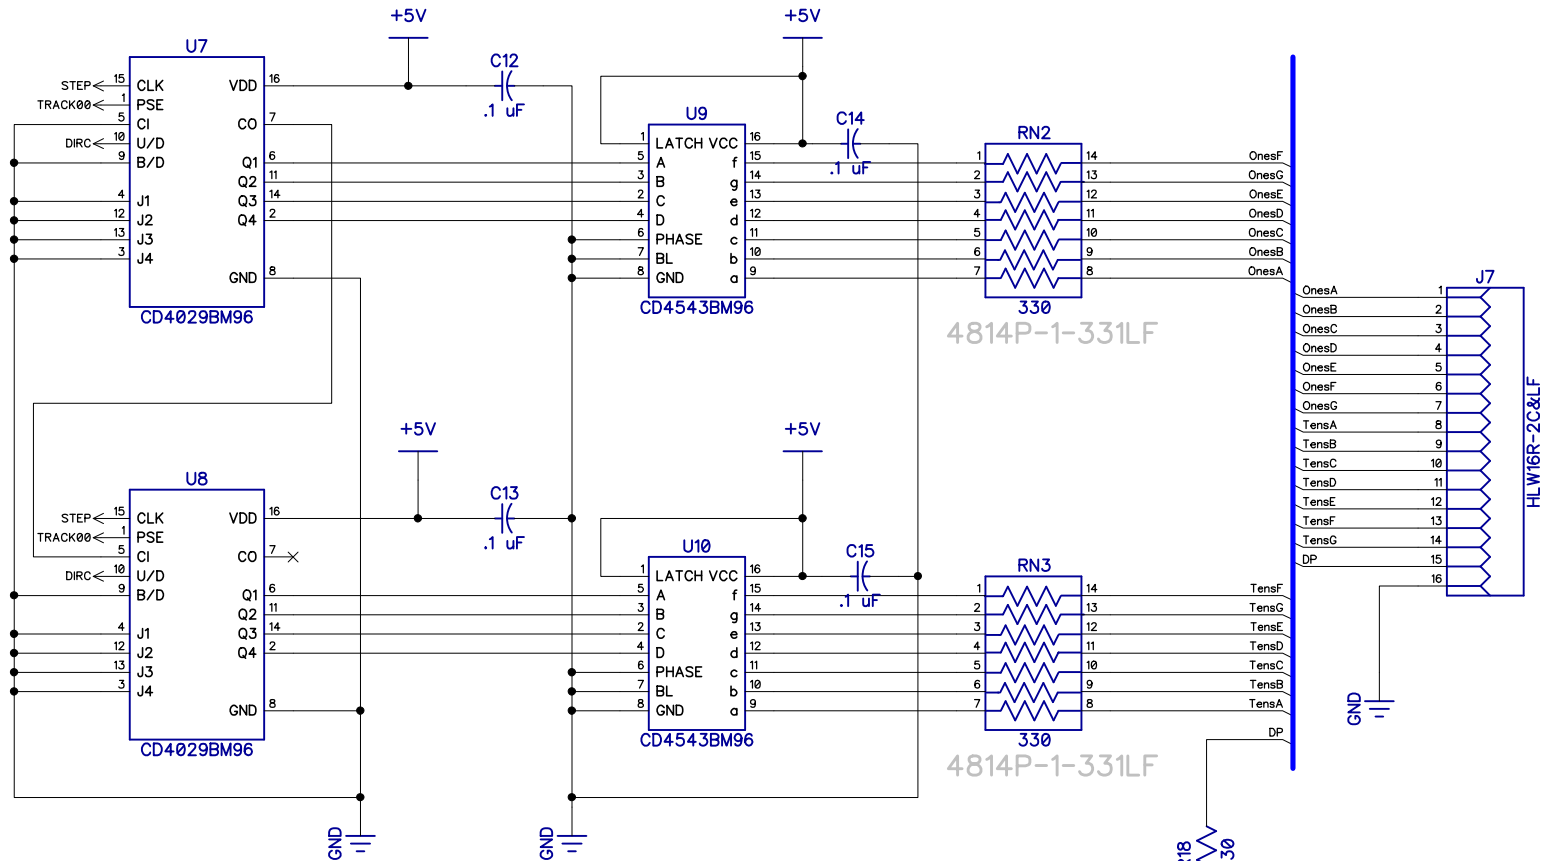 +5V
+5V
U7
C12
.1 uF
STEP 15 CLK VDD 16
TRACK00 1 PSE
5 CI CO 7
DIRC 10 U/D
9 B/D Q1 6
Q2 11
4 J1 Q3 14
12 J2 Q4 2
13 J3
3 J4
GND 8
CD4029BM96
U9
C14
.1 uF
1 LATCH VCC 16
5 A f 15
3 B g 14
2 C e 13
4 D d 12
6 PHASE c 11
7 BL b 10
8 GND a 9
CD4543BM96
RN2
1 14 OnesF
2 13 OnesG
3 12 OnesE
4 11 OnesD
5 10 OnesC
6 9 OnesB
7 8 OnesA
330
4814P-1-331LF
J7
OnesA 1
OnesB 2
OnesC 3
OnesD 4
OnesE 5
OnesF 6
OnesG 7
TensA 8
TensB 9
TensC 10
TensD 11
TensE 12
TensF 13
TensG 14
DP 15
16
HLW16R-2C&LF
GND
+5V
+5V
U8
C13
.1 uF
STEP 15 CLK VDD 16
TRACK00 1 PSE
5 CI CO 7
DIRC 10 U/D
9 B/D Q1 6
Q2 11
4 J1 Q3 14
12 J2 Q4 2
13 J3
3 J4
GND 8
CD4029BM96
U10
C15
.1 uF
1 LATCH VCC 16
5 A f 15
3 B g 14
2 C e 13
4 D d 12
6 PHASE c 11
7 BL b 10
8 GND a 9
CD4543BM96
RN3
1 14 TensF
2 13 TensG
3 12 TensE
4 11 TensD
5 10 TensC
6 9 TensB
7 8 TensA
330
4814P-1-331LF
DP
GND
GND